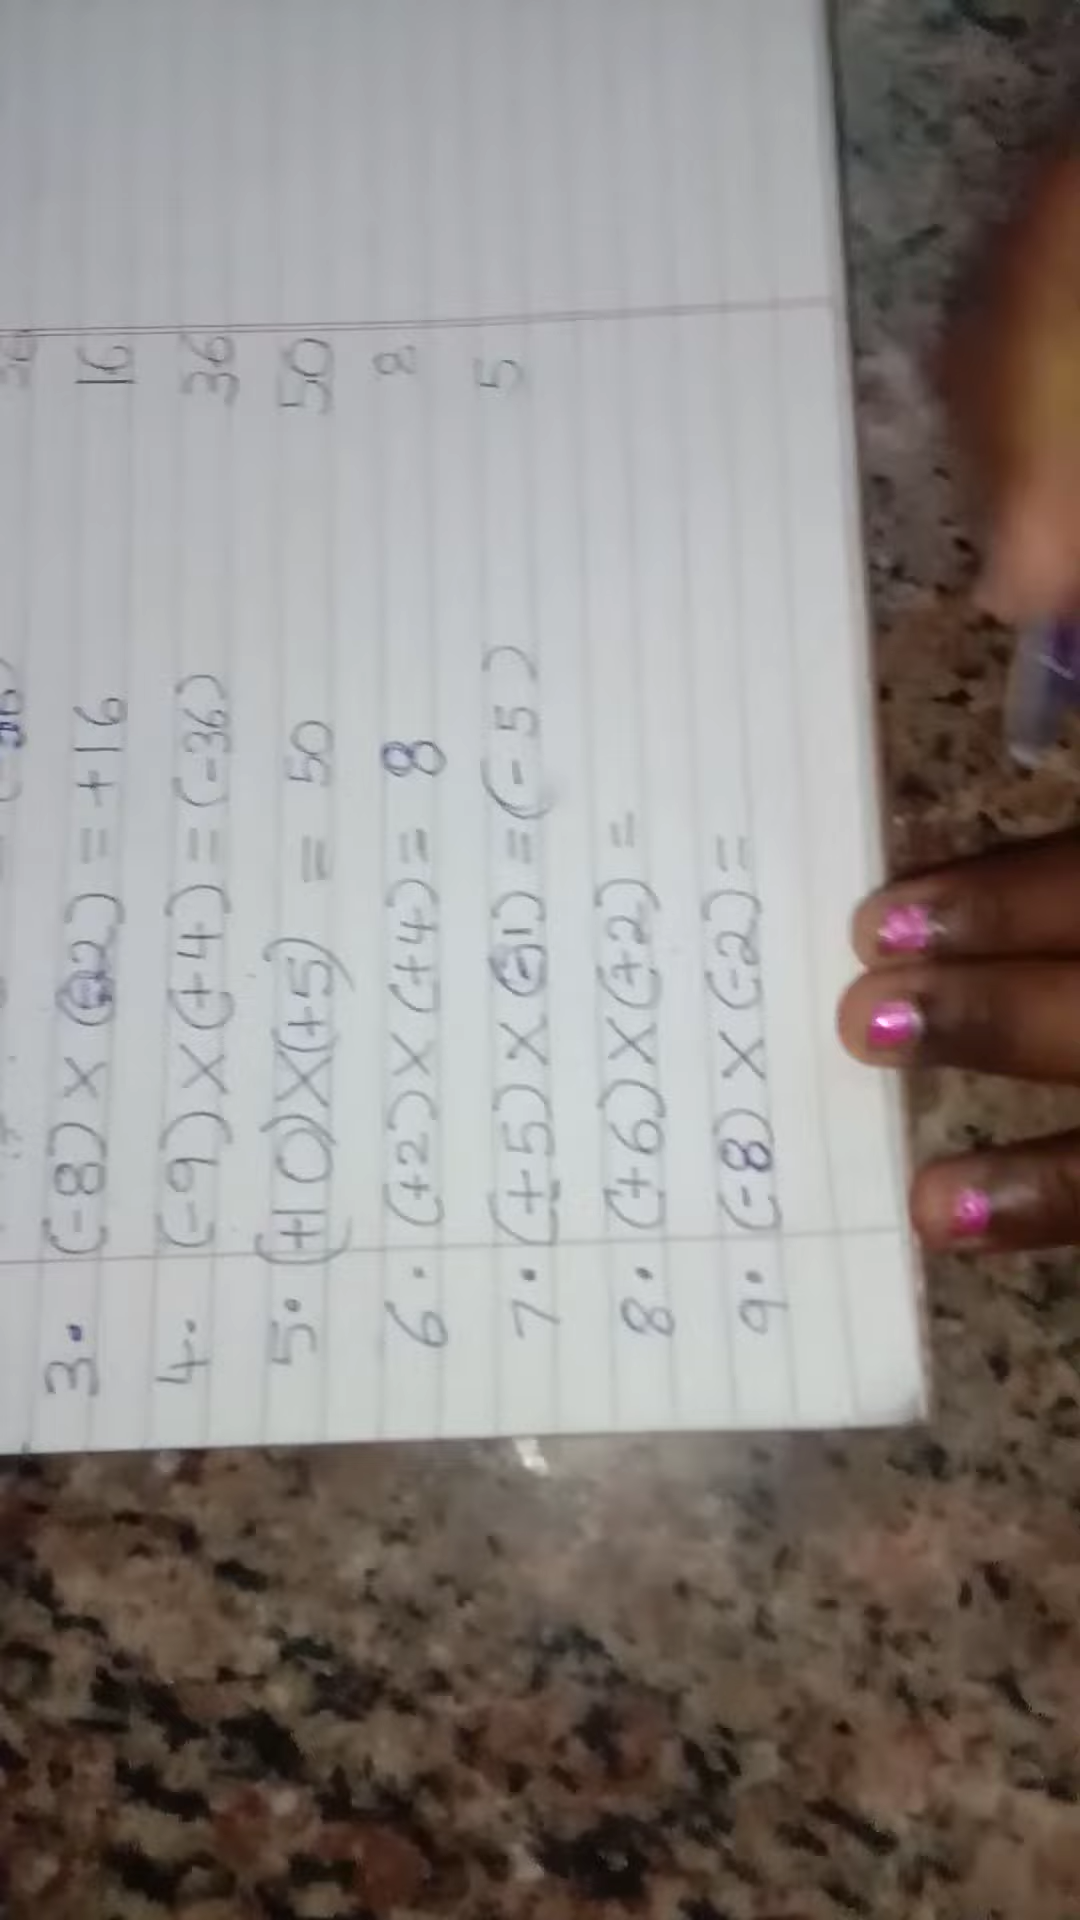 3. (-8) × (-2) = +16 16
4. (-9) × (+4) = (-36) 36
5. (+10) × (+5) = 50 50
6. (+2) × (+4) = 8 8
7. (+5) × (-1) = (-5) 5
8. (+6) × (+2) =
9. (-8) × (-2) =